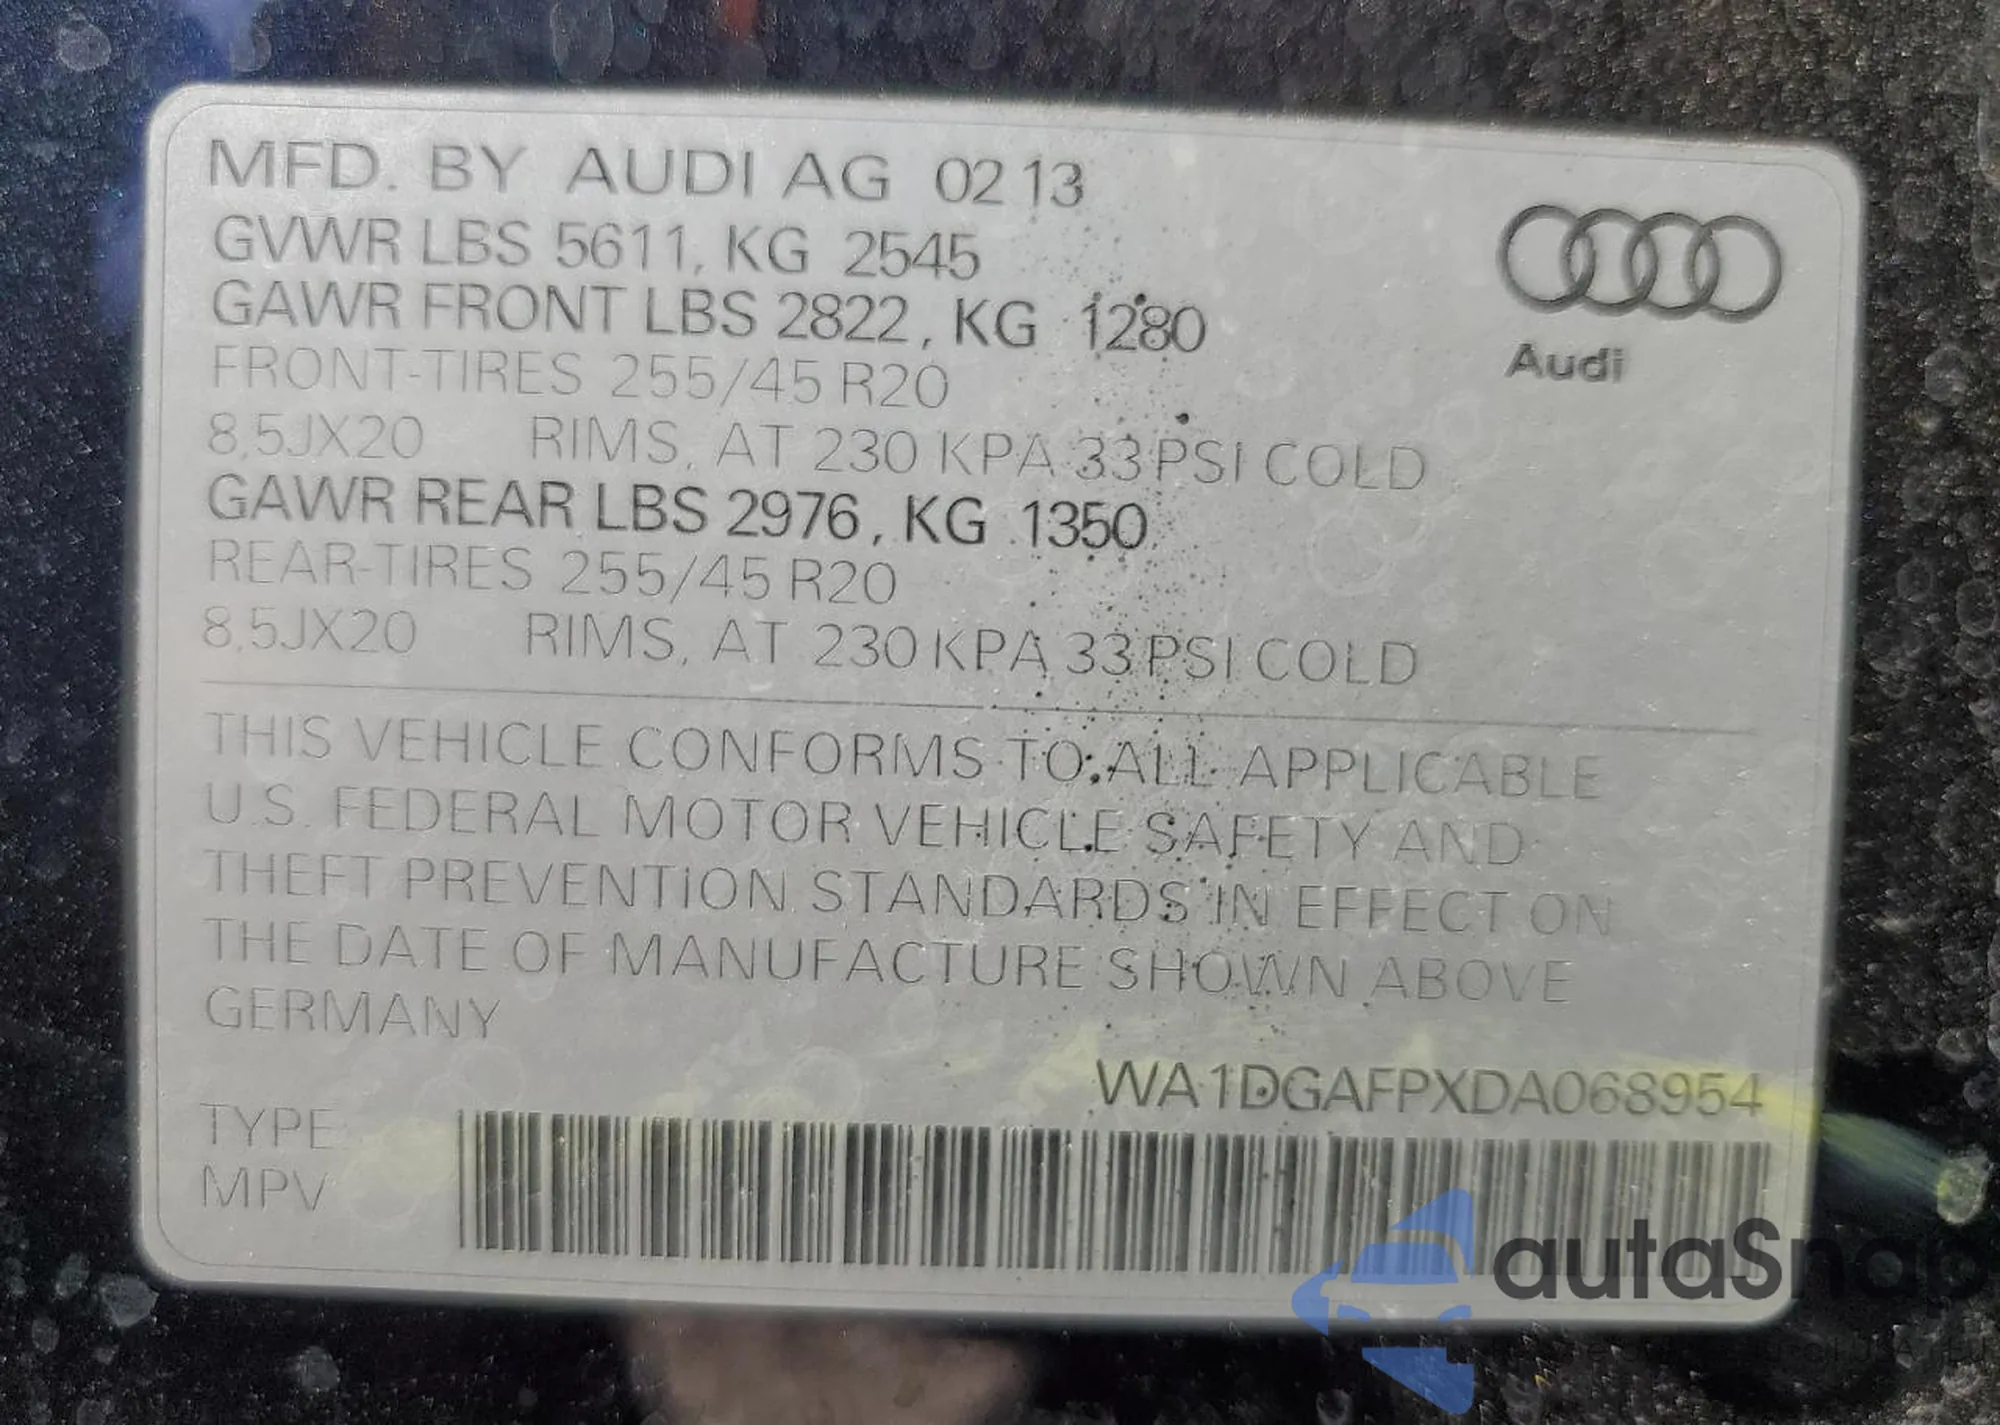 MFD. BY AUDI AG 02 13
GVWR LBS 5611, KG 2545
GAWR FRONT LBS 2822, KG 1280
FRONT-TIRES 255/45 R20
8,5JX20 RIMS, AT 230 KPA 33 PSI COLD
GAWR REAR LBS 2976, KG 1350
REAR-TIRES 255/45 R20
8,5JX20 RIMS, AT 230 KPA 33 PSI COLD
Audi
THIS VEHICLE CONFORMS TO ALL APPLICABLE
U.S. FEDERAL MOTOR VEHICLE SAFETY AND
THEFT PREVENTION STANDARDS IN EFFECT ON
THE DATE OF MANUFACTURE SHOWN ABOVE
GERMANY
WA1DGAFPXDA068954
TYPE
MPV
autaSnap